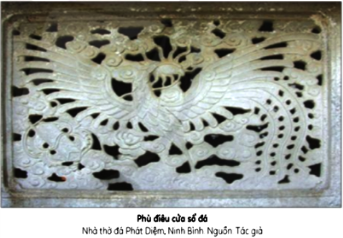 Phù điêu cửa sổ đá
Nhà thờ đá Phát Diệm, Ninh Bình Nguồn Tác giả